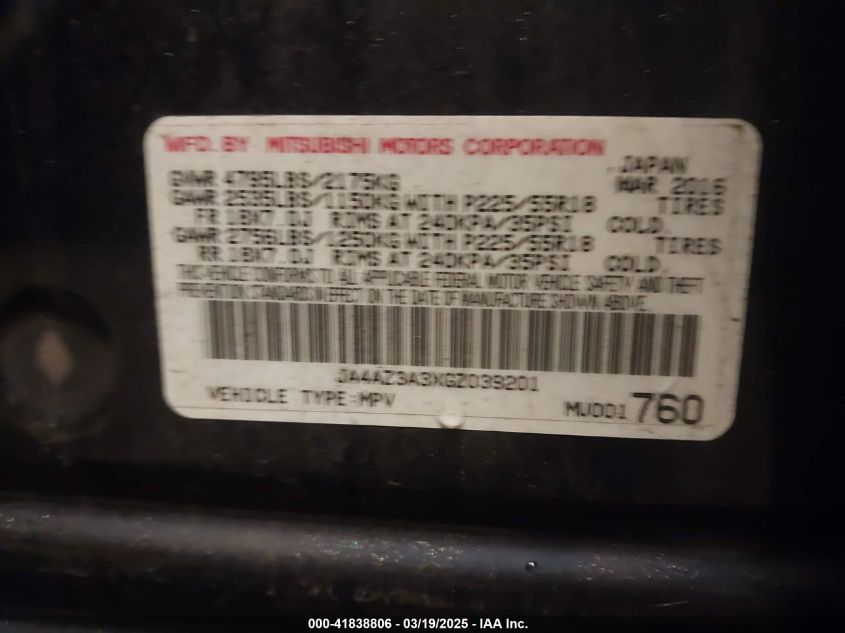 MFD. BY MITSUBISHI MOTORS CORPORATION
JAPAN
GVWR 4795LBS/2175KG MAR. 2016
GAWR 2535LBS/1150KG WITH P225/55R18 TIRES
FR 18X7.0J RIMS AT 240KPA/35PSI COLD.
GAWR 2756LBS/1250KG WITH P225/55R18 TIRES
RR 18X7.0J RIMS AT 240KPA/35PSI COLD.
THIS VEHICLE CONFORMS TO ALL APPLICABLE FEDERAL MOTOR VEHICLE SAFETY AND THEFT
PREVENTION STANDARDS IN EFFECT ON THE DATE OF MANUFACTURE SHOWN ABOVE.
JA4AZ3A3XGZ039201
VEHICLE TYPE:MPV MU001 760
000-41838806 - 03/19/2025 - IAA Inc.